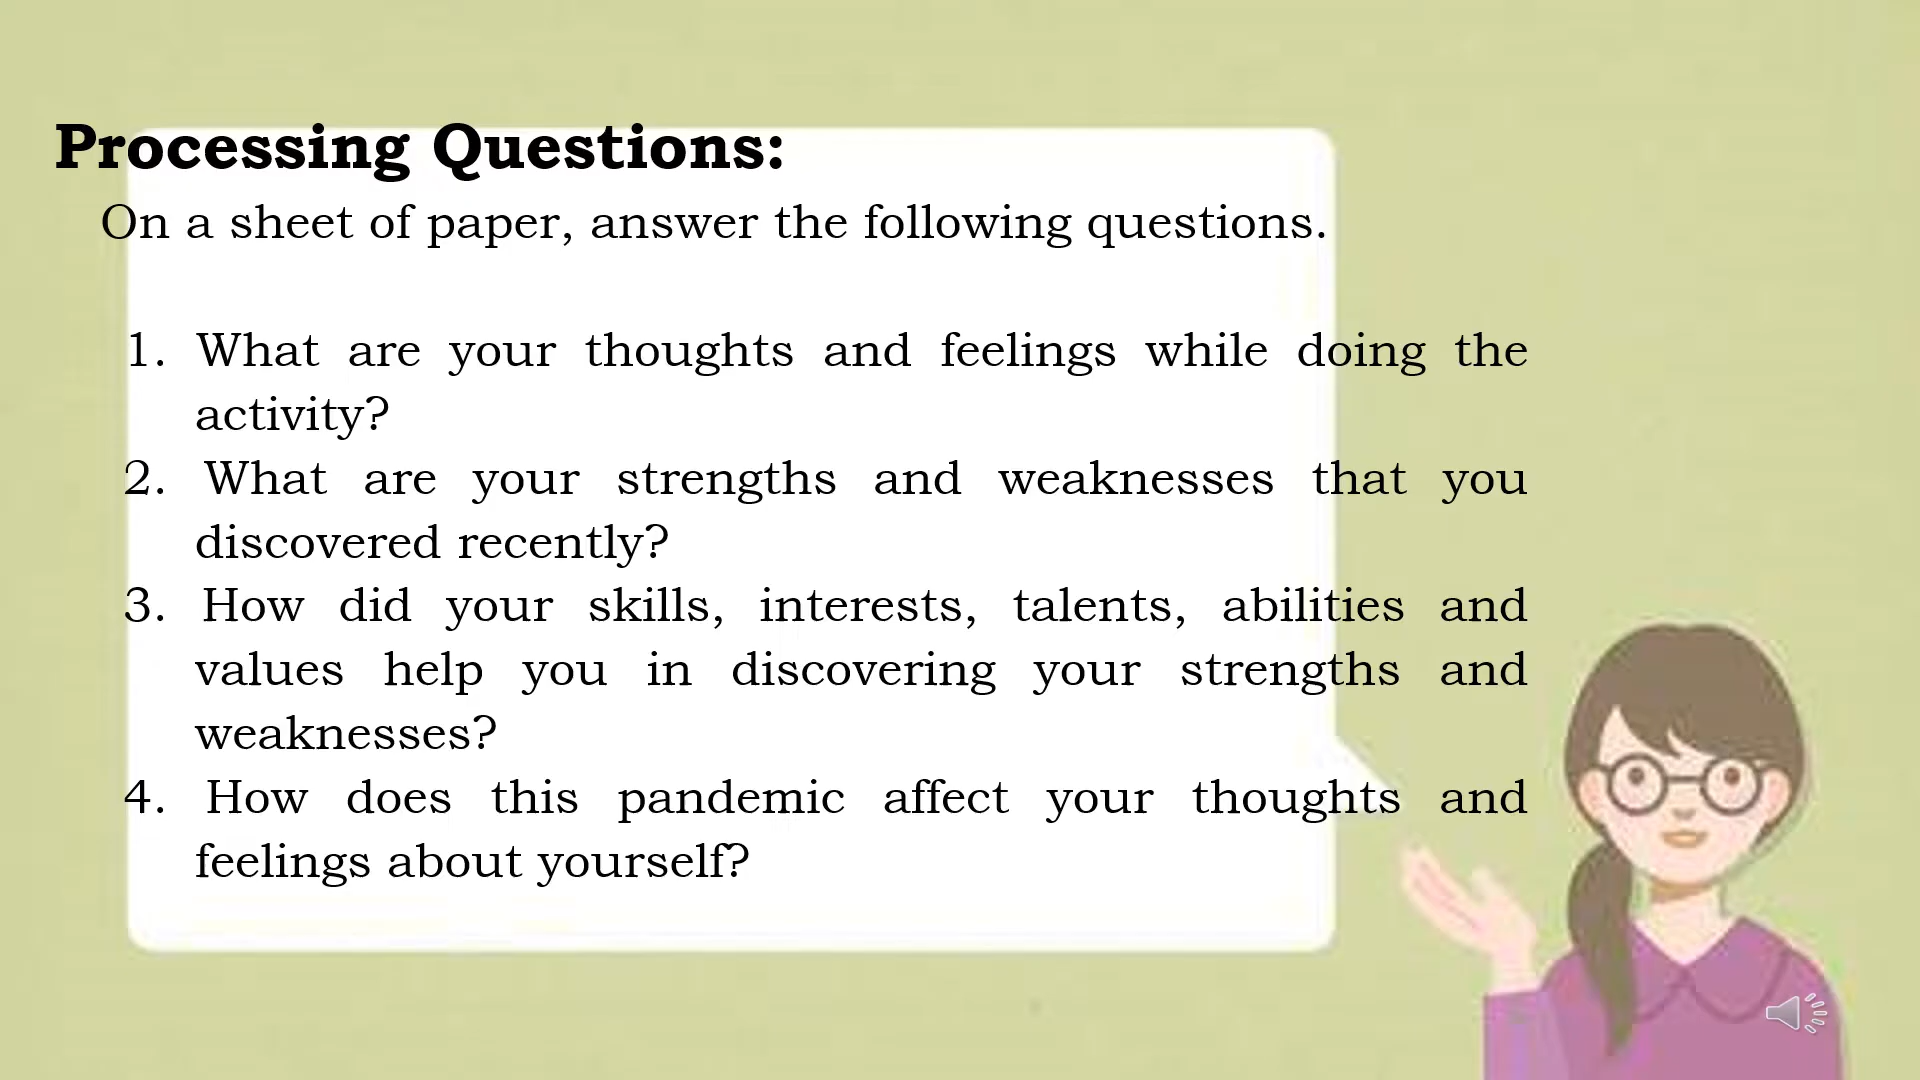 Processing Questions:
On a sheet of paper, answer the following questions.
1. What are your thoughts and feelings while doing the
activity?
2. What are your strengths and weaknesses that you
discovered recently?
3. How did your skills, interests, talents, abilities and
values help you in discovering your strengths and
weaknesses?
4. How does this pandemic affect your thoughts and
feelings about yourself?